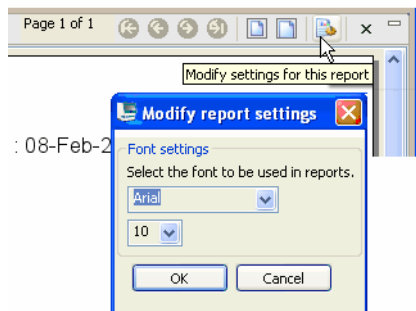 Page 1 of 1
Modify settings for this report
Modify report settings
: 08-Feb-2
Font settings
Select the font to be used in reports.
Arial
10
OK Cancel